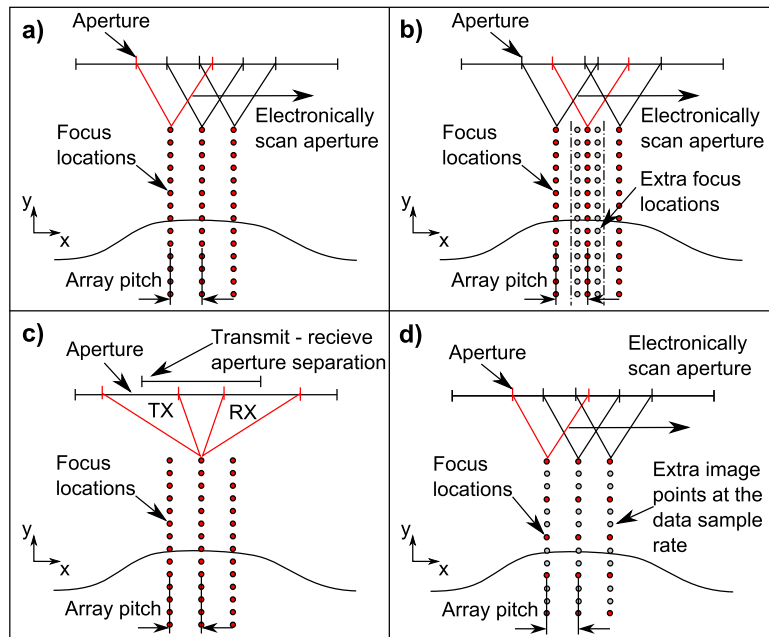 a)
Aperture
Electronically
scan aperture
Focus
locations
y
x
Array pitch
b)
Aperture
Electronically
scan aperture
Focus
locations
Extra focus
locations
y
x
Array pitch
c)
Transmit - recieve
aperture separation
Aperture
TX
RX
Focus
locations
y
x
Array pitch
d)
Electronically
scan aperture
Aperture
Focus
locations
Extra image
points at the
data sample
rate
y
x
Array pitch